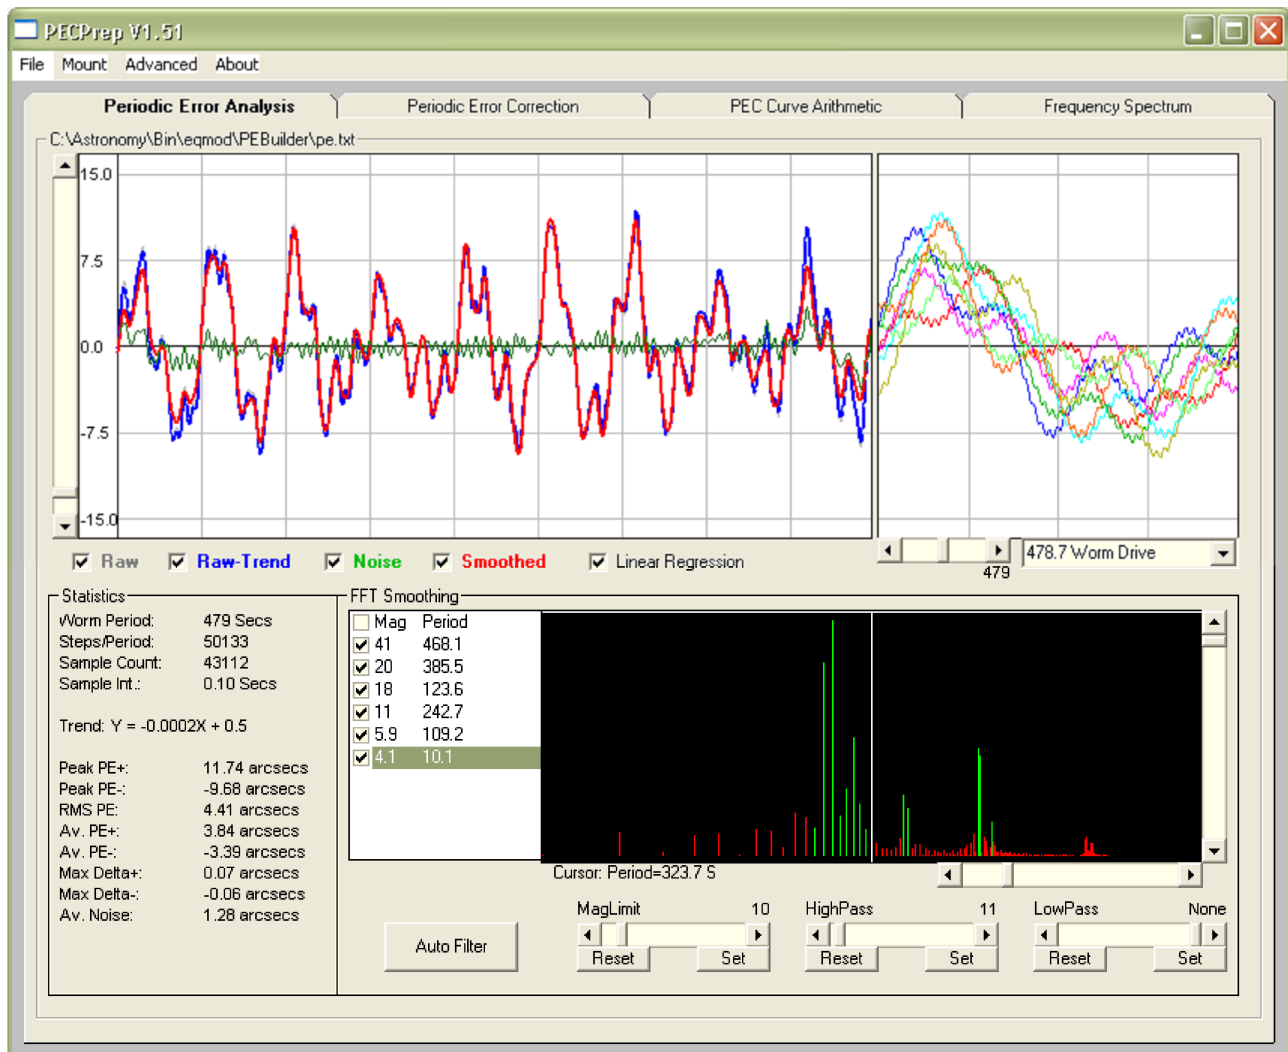 PECPrep V1.51
File Mount Advanced About
Periodic Error Analysis Periodic Error Correction PEC Curve Arithmetic Frequency Spectrum
C:\Astronomy\Bin\eqmod\PEBuilder\pe.txt
15.0
7.5
0.0
-7.5
-15.0
Raw Raw-Trend Noise Smoothed Linear Regression
478.7 Worm Drive
479
Statistics
Worm Period: 479 Secs
Steps/Period: 50133
Sample Count: 43112
Sample Int.: 0.10 Secs
Trend: Y = -0.0002X + 0.5
Peak PE+: 11.74 arcsecs
Peak PE-: -9.68 arcsecs
RMS PE: 4.41 arcsecs
Av. PE+: 3.84 arcsecs
Av. PE-: -3.39 arcsecs
Max Delta+: 0.07 arcsecs
Max Delta-: -0.06 arcsecs
Av. Noise: 1.28 arcsecs
FFT Smoothing
Mag Period
41 468.1
20 385.5
18 123.6
11 242.7
5.9 109.2
4.1 10.1
Cursor: Period=323.7 S
Auto Filter
MagLimit 10
Reset Set
HighPass 11
Reset Set
LowPass None
Reset Set